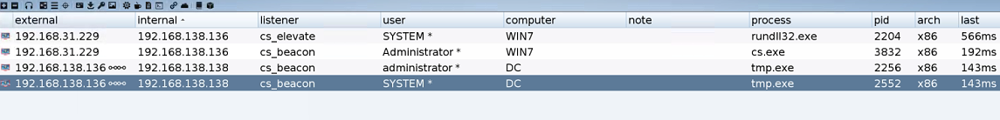 external internal listener user computer note process pid arch last
192.168.31.229 192.168.138.136 cs_elevate SYSTEM * WIN7 rundll32.exe 2204 x86 566ms
192.168.31.229 192.168.138.136 cs_beacon Administrator * WIN7 cs.exe 3832 x86 192ms
192.168.138.136 192.168.138.138 cs_beacon administrator * DC tmp.exe 2256 x86 143ms
192.168.138.136 192.168.138.138 cs_beacon SYSTEM * DC tmp.exe 2552 x86 143ms